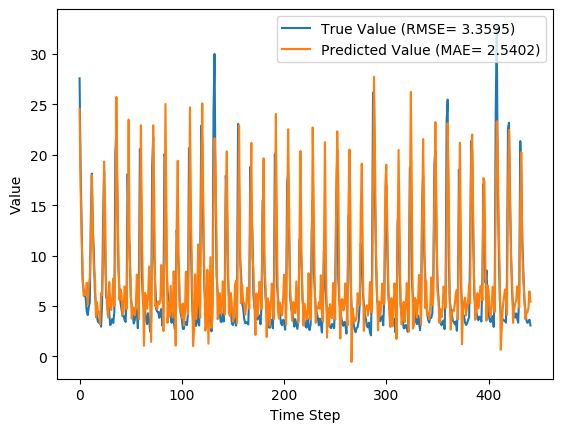 True Value (RMSE= 3.3595)
Predicted Value (MAE= 2.5402)
30
25
20
15
10
5
0
Value
0 100 200 300 400
Time Step